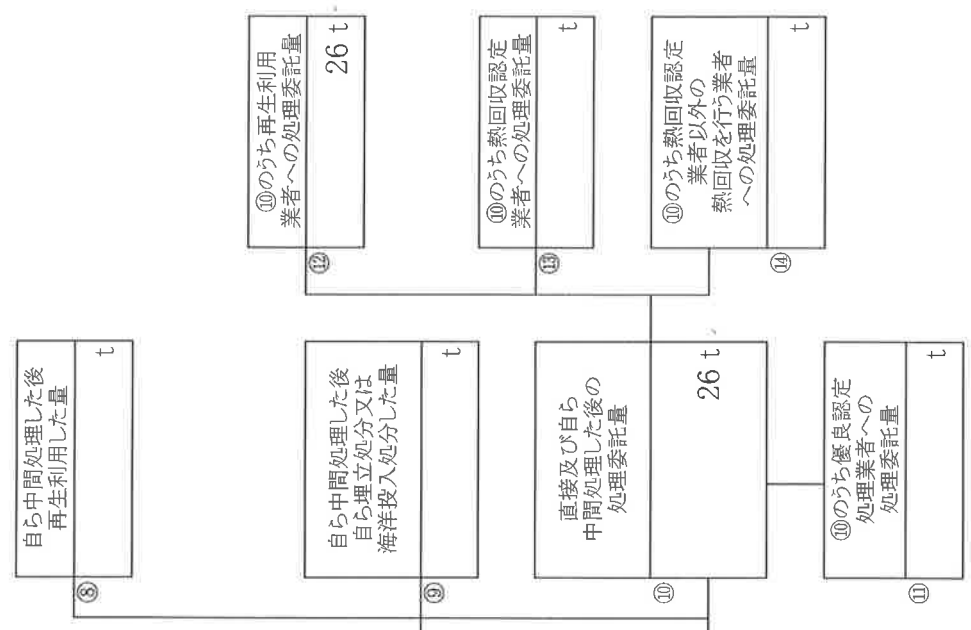 ⑧
自ら中間処理した後
再生利用した量
t
⑨
自ら中間処理した後
自ら埋立処分又は
海洋投入処分した量
t
⑩
直接及び自ら
中間処理した後の
処理委託量
26 t
⑪
⑩のうち優良認定
処理業者への
処理委託量
t
⑫
⑩のうち再生利用
業者への処理委託量
26 t
⑬
⑩のうち熱回収認定
業者への処理委託量
t
⑭
⑩のうち熱回収認定
業者以外の
熱回収を行う業者
への処理委託量
t